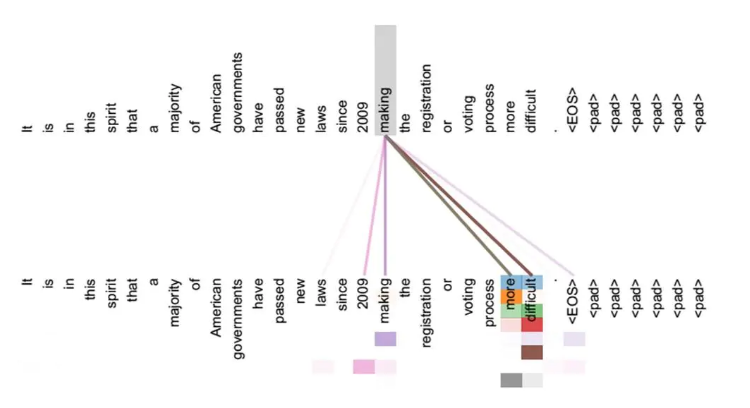 It is in this spirit that a majority of American governments have passed new laws since 2009 making the registration or voting process more difficult . <EOS> <pad> <pad> <pad> <pad> <pad> <pad>
It is in this spirit that a majority of American governments have passed new laws since 2009 making the registration or voting process more difficult . <EOS> <pad> <pad> <pad> <pad> <pad> <pad>